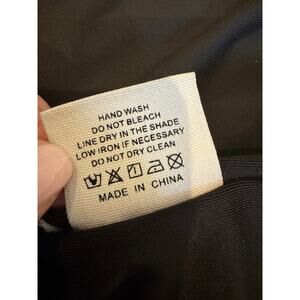 HAND WASH
DO NOT BLEACH
LINE DRY IN THE SHADE
LOW IRON IF NECESSARY
DO NOT DRY CLEAN
MADE IN CHINA